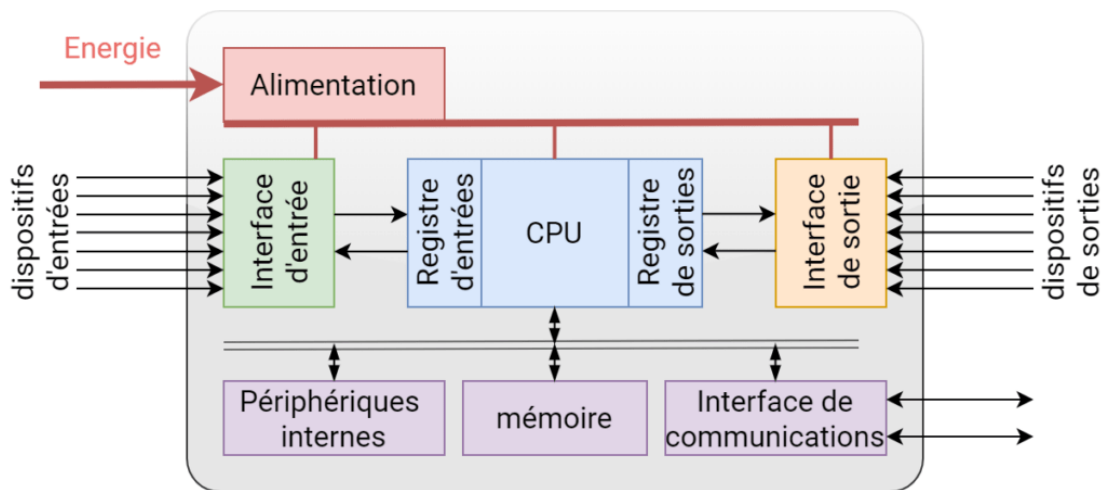 Energie
Alimentation
dispositifs
d'entrées
Interface
d'entrée
Registre
d'entrées
CPU
Registre
de sorties
Interface
de sortie
dispositifs
de sorties
Périphériques
internes
mémoire
Interface de
communications